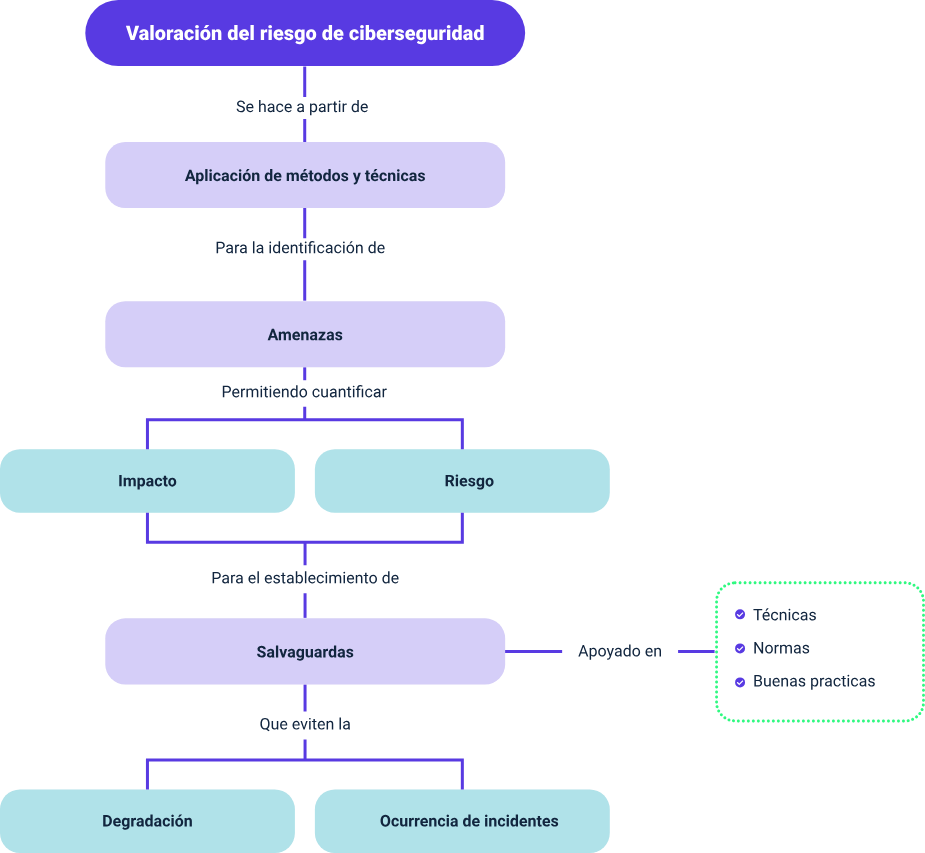 Valoración del riesgo de ciberseguridad
Se hace a partir de
Aplicación de métodos y técnicas
Para la identificación de
Amenazas
Permitiendo cuantificar
Impacto
Riesgo
Para el establecimiento de
Salvaguardas
Apoyado en
Técnicas
Normas
Buenas practicas
Que eviten la
Degradación
Ocurrencia de incidentes